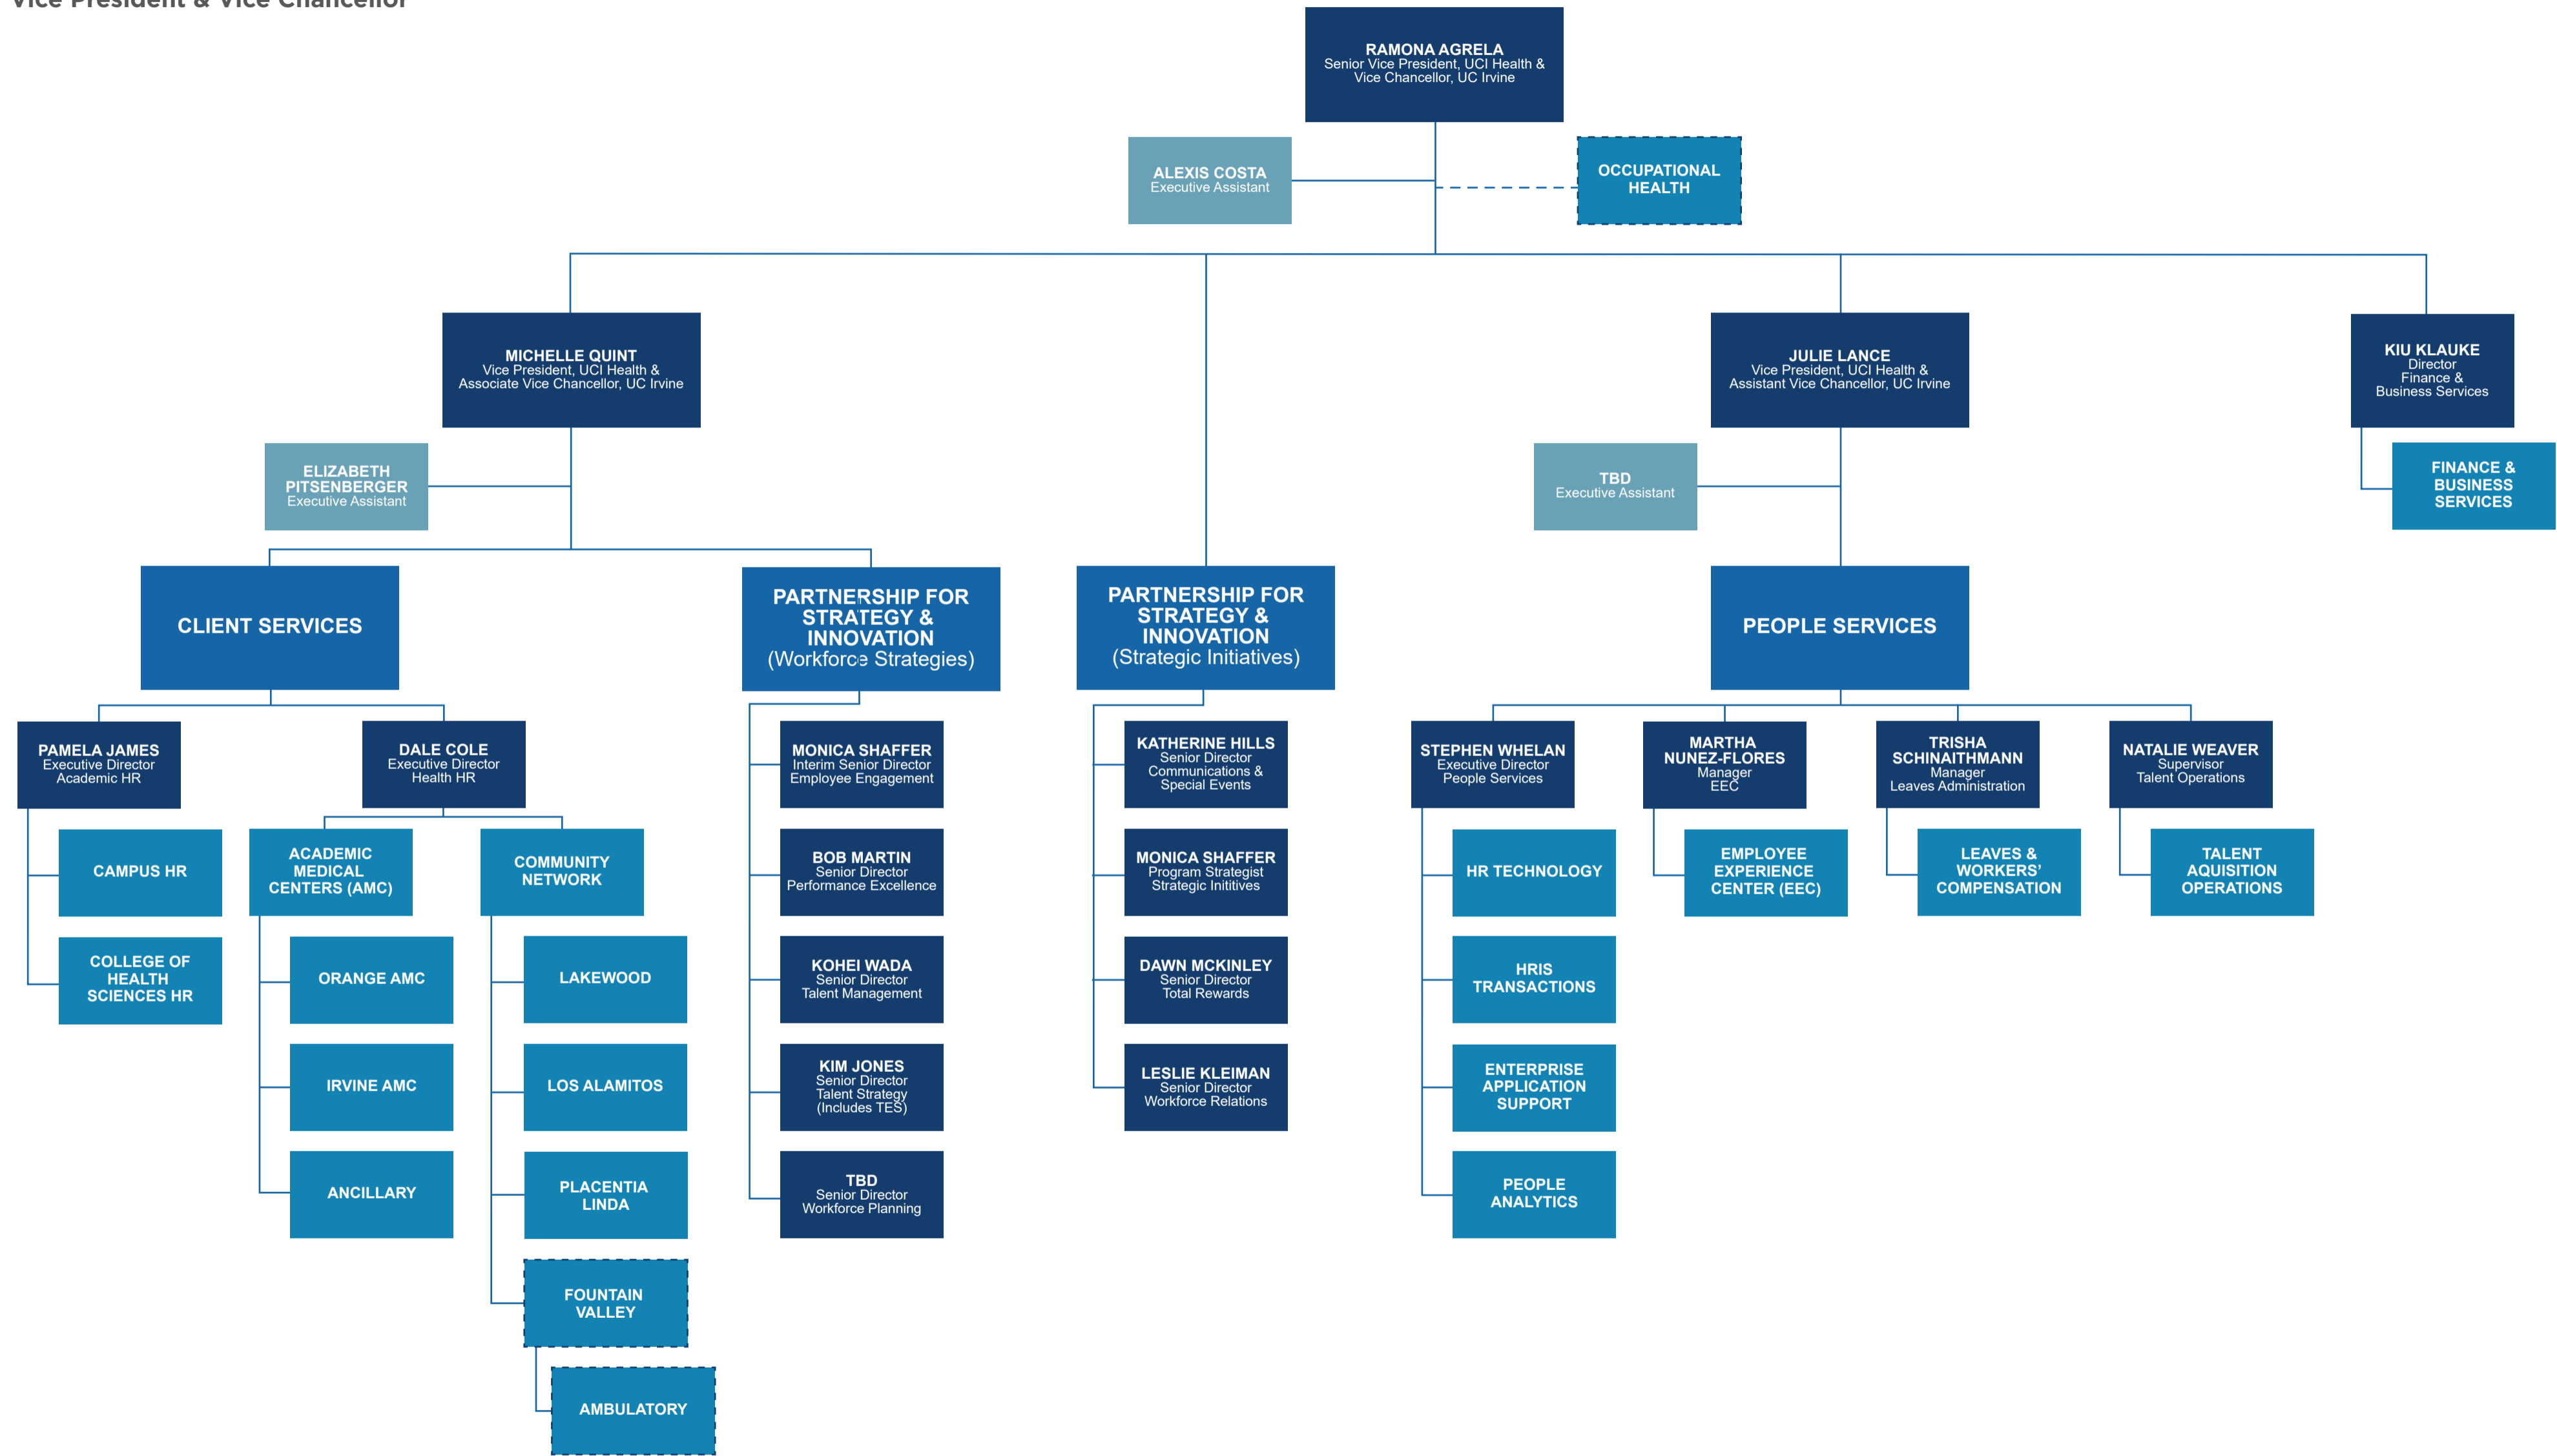 Vice President & Vice Chancellor
RAMONA AGRELA
Senior Vice President, UCI Health &
Vice Chancellor, UC Irvine
ALEXIS COSTA
Executive Assistant
OCCUPATIONAL
HEALTH
MICHELLE QUINT
Vice President, UCI Health &
Associate Vice Chancellor, UC Irvine
JULIE LANCE
Vice President, UCI Health &
Assistant Vice Chancellor, UC Irvine
KIU KLAUKE
Director
Finance &
Business Services
ELIZABETH
PITSENBERGER
Executive Assistant
TBD
Executive Assistant
FINANCE &
BUSINESS
SERVICES
CLIENT SERVICES
PARTNERSHIP FOR
STRATEGY &
INNOVATION
(Workforce Strategies)
PARTNERSHIP FOR
STRATEGY &
INNOVATION
(Strategic Initiatives)
PEOPLE SERVICES
PAMELA JAMES
Executive Director
Academic HR
DALE COLE
Executive Director
Health HR
MONICA SHAFFER
Interim Senior Director
Employee Engagement
KATHERINE HILLS
Senior Director
Communications &
Special Events
STEPHEN WHELAN
Executive Director
People Services
MARTHA
NUNEZ-FLORES
Manager
EEC
TRISHA
SCHINAITHMANN
Manager
Leaves Administration
NATALIE WEAVER
Supervisor
Talent Operations
CAMPUS HR
ACADEMIC
MEDICAL
CENTERS (AMC)
COMMUNITY
NETWORK
BOB MARTIN
Senior Director
Performance Excellence
MONICA SHAFFER
Program Strategist
Strategic Inititives
HR TECHNOLOGY
EMPLOYEE
EXPERIENCE
CENTER (EEC)
LEAVES &
WORKERS’
COMPENSATION
TALENT
AQUISITION
OPERATIONS
COLLEGE OF
HEALTH
SCIENCES HR
ORANGE AMC
LAKEWOOD
KOHEI WADA
Senior Director
Talent Management
DAWN MCKINLEY
Senior Director
Total Rewards
HRIS
TRANSACTIONS
IRVINE AMC
LOS ALAMITOS
KIM JONES
Senior Director
Talent Strategy
(Includes TES)
LESLIE KLEIMAN
Senior Director
Workforce Relations
ENTERPRISE
APPLICATION
SUPPORT
ANCILLARY
PLACENTIA
LINDA
TBD
Senior Director
Workforce Planning
PEOPLE
ANALYTICS
FOUNTAIN
VALLEY
AMBULATORY